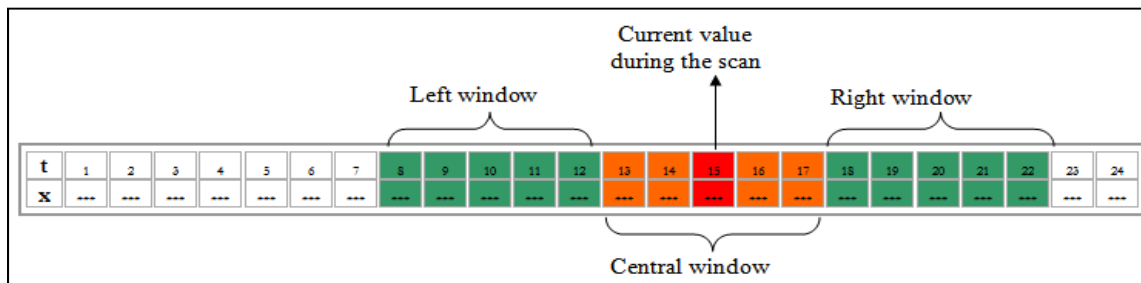 Current value
during the scan
Left window
Right window
t 1 2 3 4 5 6 7 8 9 10 11 12 13 14 15 16 17 18 19 20 21 22 23 24
x --- --- --- --- --- --- --- --- --- --- --- --- --- --- --- --- --- --- --- --- --- --- --- ---
Central window